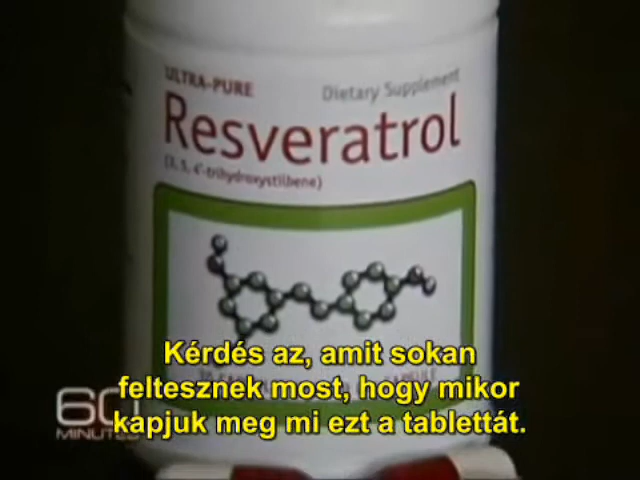 ULTRA-PURE
Dietary Supplement
Resveratrol
(3, 5, 4'-trihydroxystilbene)
Kérdés az, amit sokan
feltesznek most, hogy mikor
kapjuk meg mi ezt a tablettát.
60
MINUTES